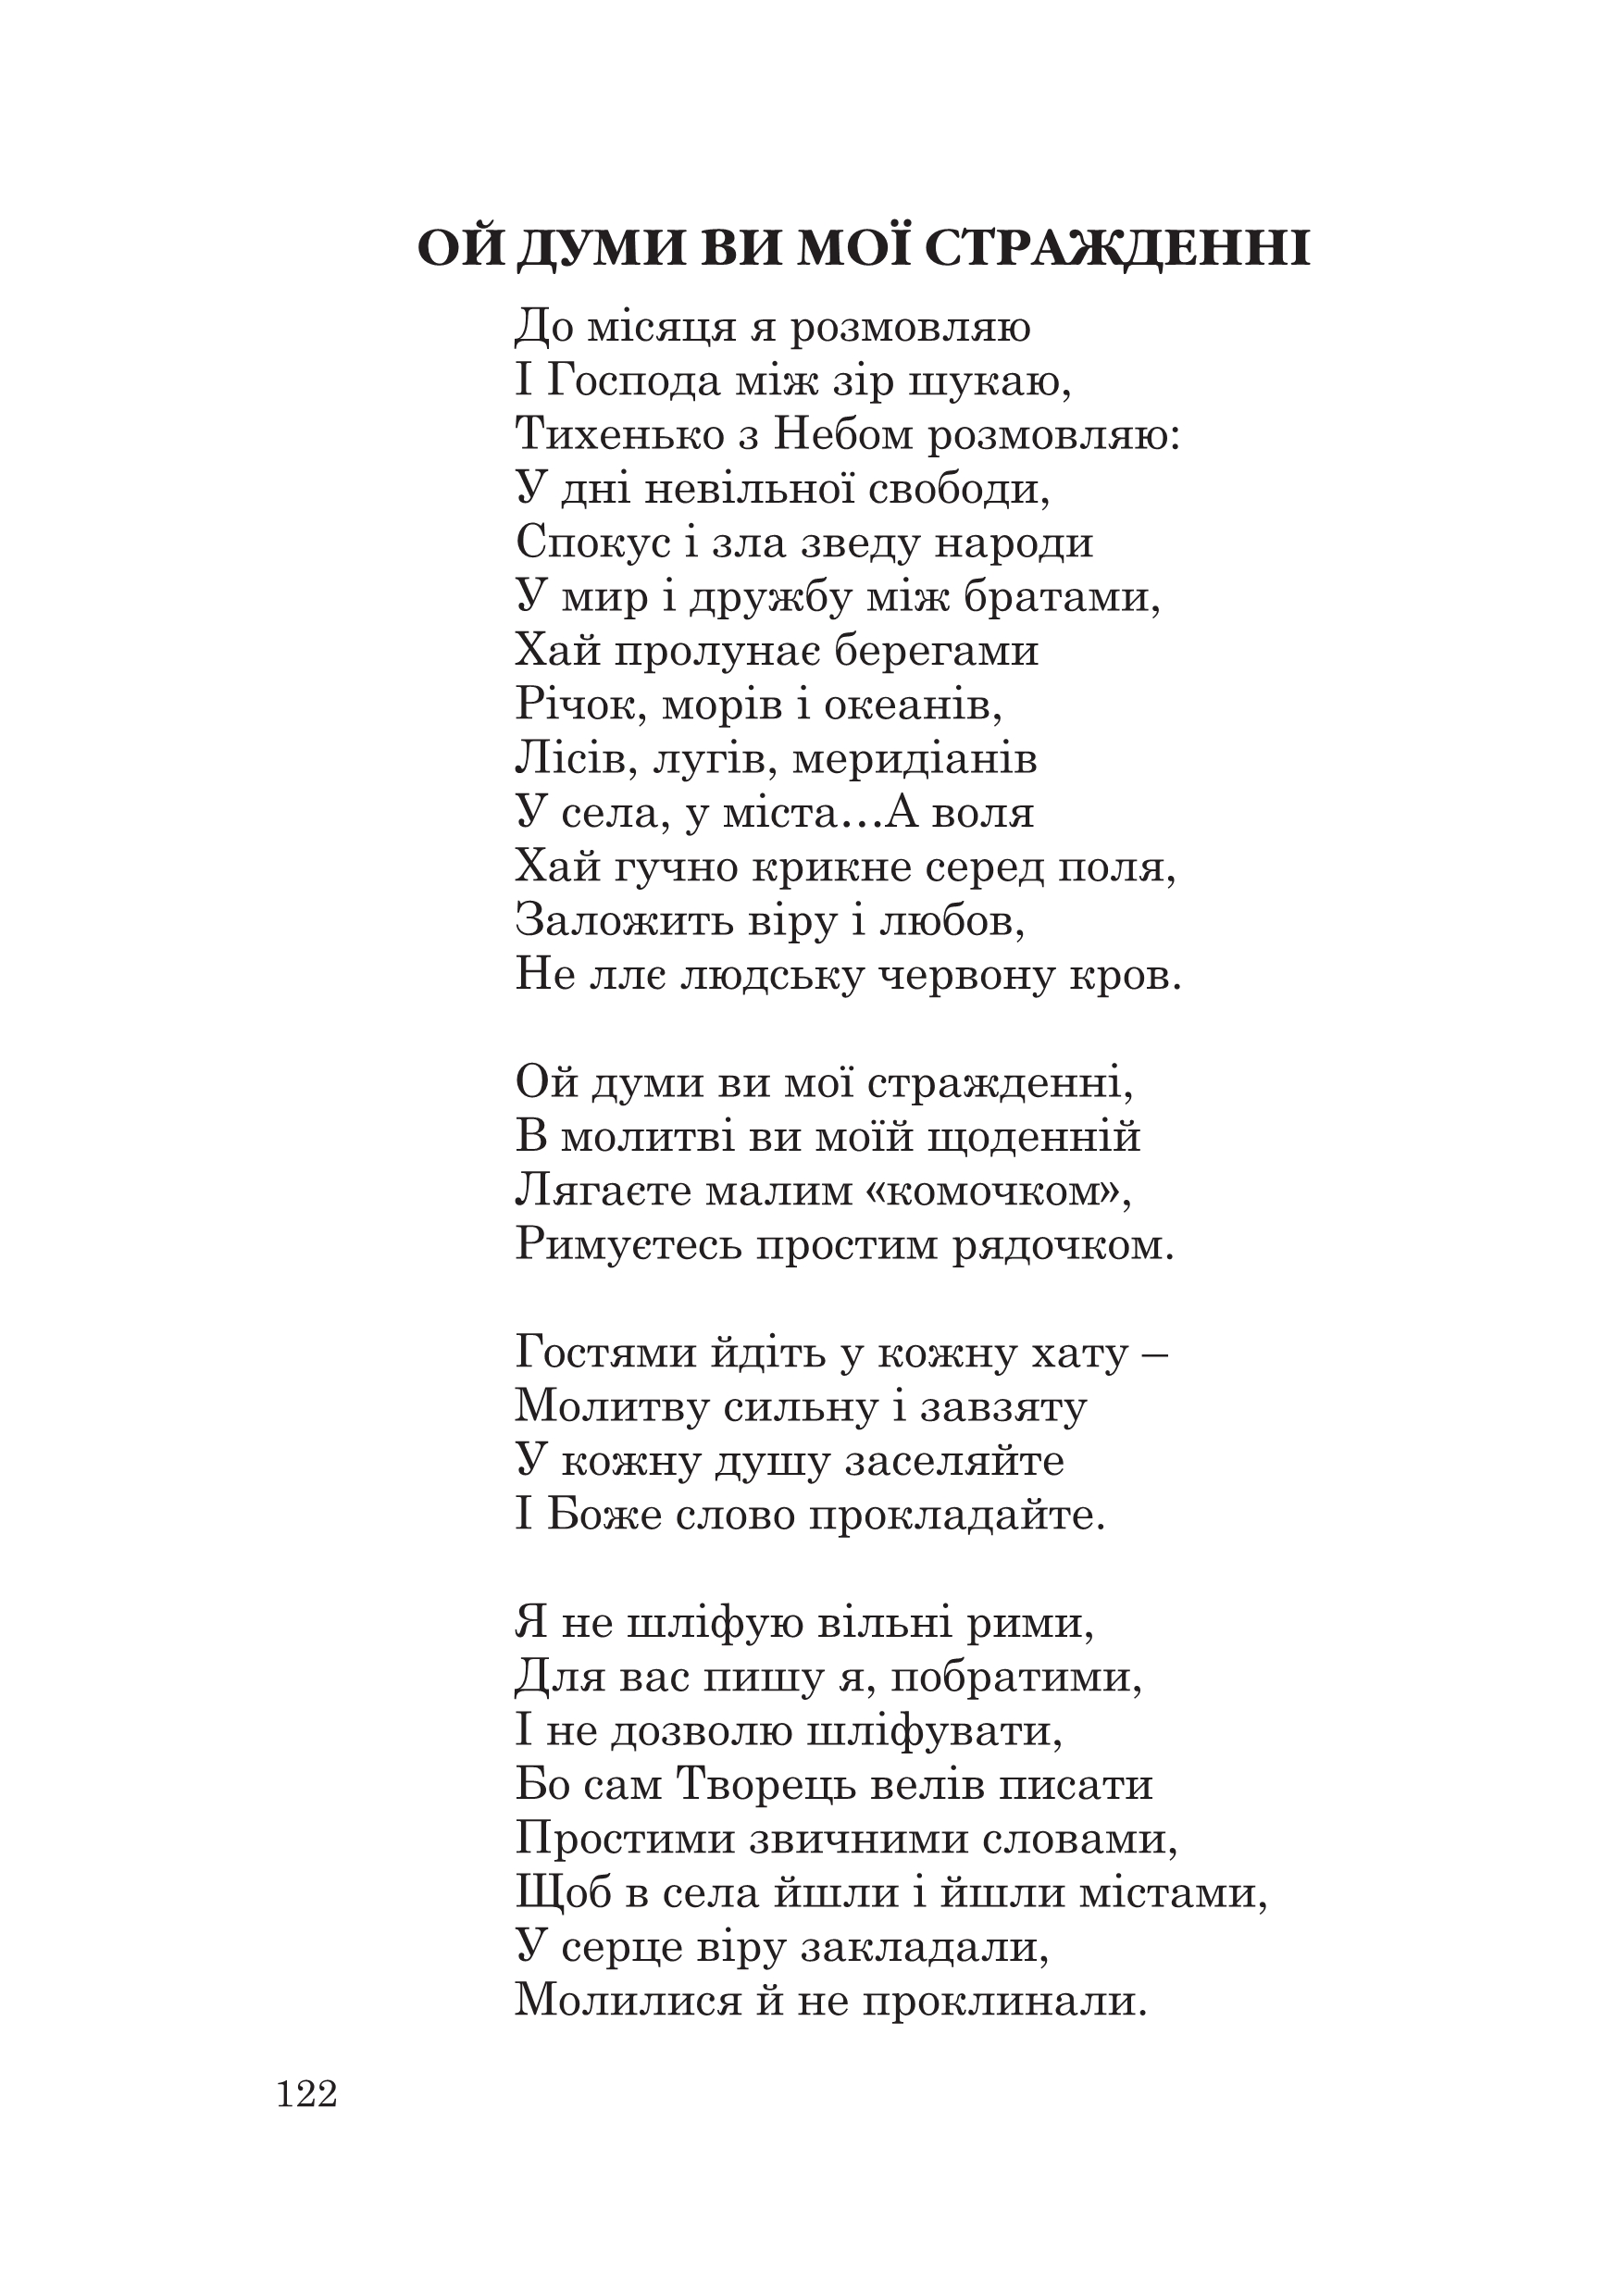 ОЙ ДУМИ ВИ МОЇ СТРАЖДЕННІ
До місяця я розмовляю
І Господа між зір шукаю,
Тихенько з Небом розмовляю:
У дні невільної свободи,
Спокус і зла зведу народи
У мир і дружбу між братами,
Хай пролунає берегами
Річок, морів і океанів,
Лісів, лугів, меридіанів
У села, у міста...А воля
Хай гучно крикне серед поля,
Заложить віру і любов,
Не ллє людську червону кров.

Ой думи ви мої стражденні,
В молитві ви моїй щоденній
Лягаєте малим «комочком»,
Римуєтесь простим рядочком.

Гостями йдіть у кожну хату –
Молитву сильну і завзяту
У кожну душу заселяйте
І Боже слово прокладайте.

Я не шліфую вільні рими,
Для вас пишу я, побратими,
І не дозволю шліфувати,
Бо сам Творець велів писати
Простими звичними словами,
Щоб в села йшли і йшли містами,
У серце віру закладали,
Молилися й не проклинали.
122